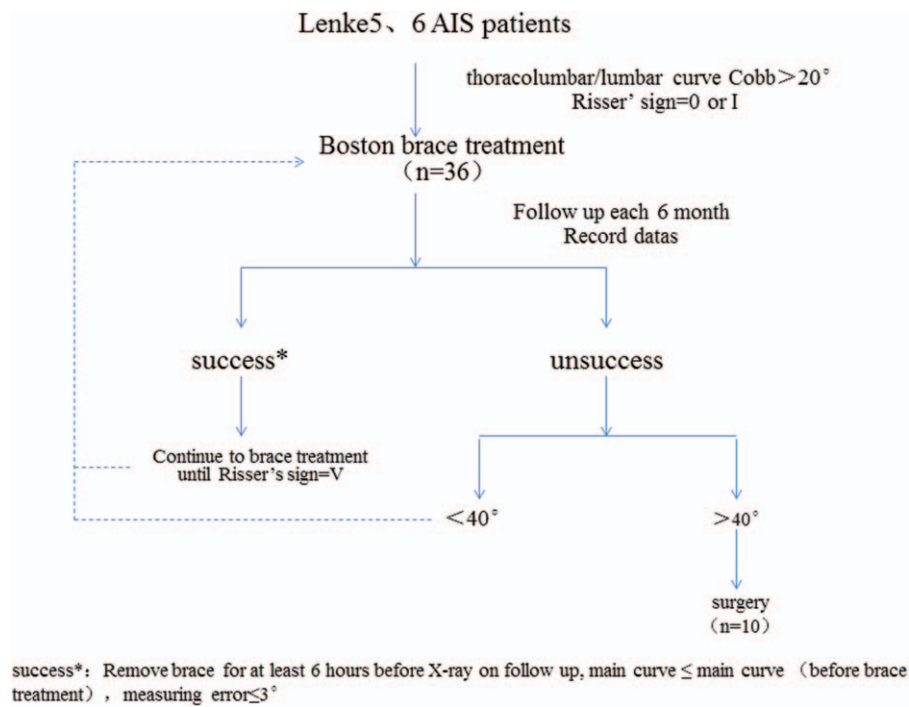 Lenke5、6 AIS patients
thoracolumbar/lumbar curve Cobb＞20°
Risser’ sign=0 or I
Boston brace treatment
（n=36）
Follow up each 6 month
Record datas
success*
unsuccess
Continue to brace treatment
until Risser’s sign=V
＜40°
＞40°
surgery
（n=10）
success*：Remove brace for at least 6 hours before X-ray on follow up, main curve ≤ main curve （before brace
treatment），measuring error≤3°